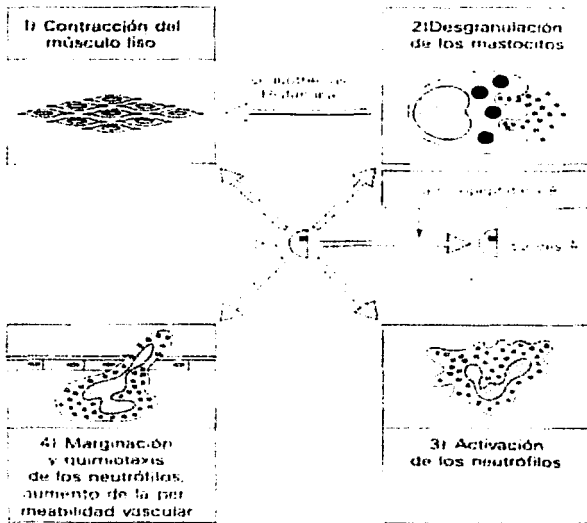 1) Contracción del
músculo liso
2) Desgranulación
de los mastocitos
4) Marginación
y quimiotaxis
de los neutrófilos,
aumento de la per
meabilidad vascular
3) Activación
de los neutrófilos